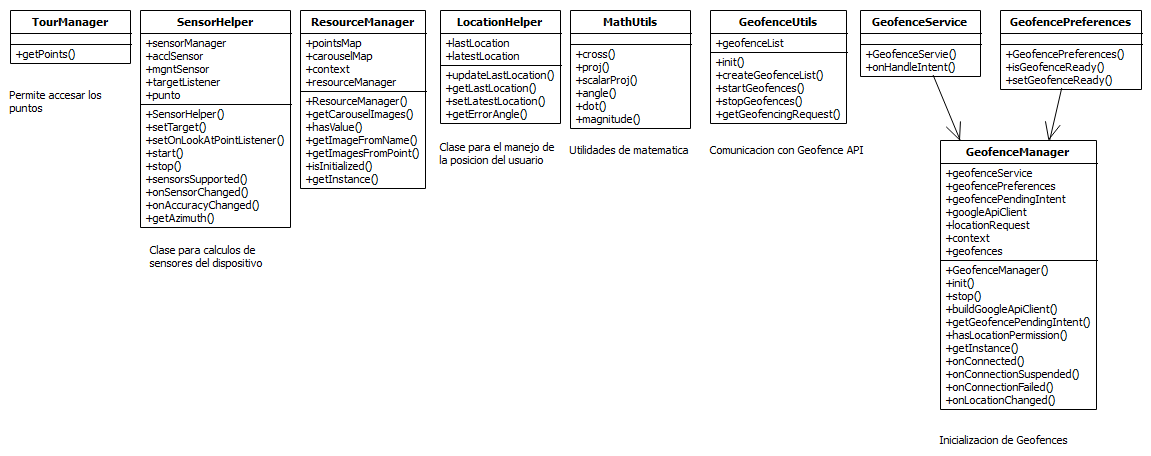 TourManager
+getPoints()
Permite accesar los
puntos
SensorHelper
+sensorManager
+acclSensor
+mgntSensor
+targetListener
+punto
+SensorHelper()
+setTarget()
+setOnLookAtPointListener()
+start()
+stop()
+sensorsSupported()
+onSensorChanged()
+onAccuracyChanged()
+getAzimuth()
Clase para calculos de
sensores del dispositivo
ResourceManager
+pointsMap
+carouselMap
+context
+resourceManager
+ResourceManager()
+getCarouselImages()
+hasValue()
+getImageFromName()
+getImagesFromPoint()
+isInitialized()
+getInstance()
LocationHelper
+lastLocation
+latestLocation
+updateLastLocation()
+getLastLocation()
+setLatestLocation()
+getErrorAngle()
Clase para el manejo de
la posicion del usuario
MathUtils
+cross()
+proj()
+scalarProj()
+angle()
+dot()
+magnitude()
Utilidades de matematica
GeofenceUtils
+geofenceList
+init()
+createGeofenceList()
+startGeofences()
+stopGeofences()
+getGeofencingRequest()
Comunicacion con Geofence API
GeofenceService
+GeofenceServie()
+onHandleIntent()
GeofencePreferences
+GeofencePreferences()
+isGeofenceReady()
+setGeofenceReady()
GeofenceManager
+geofenceService
+geofencePreferences
+geofencePendingIntent
+googleApiClient
+locationRequest
+context
+geofences
+GeofenceManager()
+init()
+stop()
+buildGoogleApiClient()
+getGeofencePendingIntent()
+hasLocationPermission()
+getInstance()
+onConnected()
+onConnectionSuspended()
+onConnectionFailed()
+onLocationChanged()
Inicializacion de Geofences